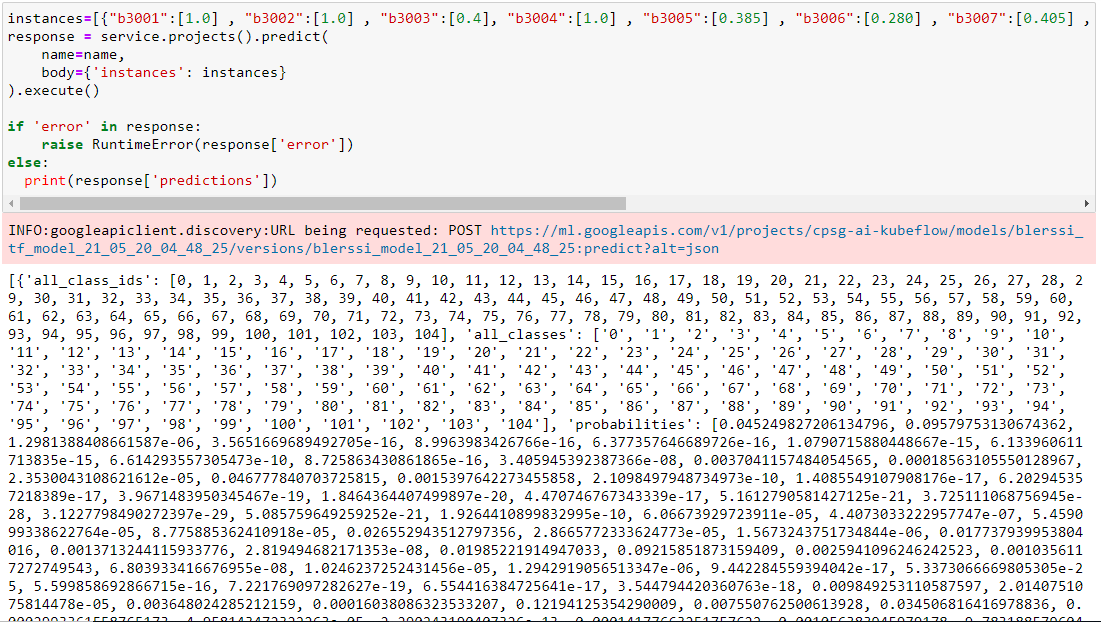 instances=[{"b3001":[1.0] , "b3002":[1.0] , "b3003":[0.4], "b3004":[1.0] , "b3005":[0.385] , "b3006":[0.280] , "b3007":[0.405] ,
response = service.projects().predict(
    name=name,
    body={'instances': instances}
).execute()
if 'error' in response:
    raise RuntimeError(response['error'])
else:
  print(response['predictions'])
INFO:googleapiclient.discovery:URL being requested: POST https://ml.googleapis.com/v1/projects/cpsg-ai-kubeflow/models/blerssi_
tf_model_21_05_20_04_48_25/versions/blerssi_model_21_05_20_04_48_25:predict?alt=json
[{'all_class_ids': [0, 1, 2, 3, 4, 5, 6, 7, 8, 9, 10, 11, 12, 13, 14, 15, 16, 17, 18, 19, 20, 21, 22, 23, 24, 25, 26, 27, 28, 2
9, 30, 31, 32, 33, 34, 35, 36, 37, 38, 39, 40, 41, 42, 43, 44, 45, 46, 47, 48, 49, 50, 51, 52, 53, 54, 55, 56, 57, 58, 59, 60,
61, 62, 63, 64, 65, 66, 67, 68, 69, 70, 71, 72, 73, 74, 75, 76, 77, 78, 79, 80, 81, 82, 83, 84, 85, 86, 87, 88, 89, 90, 91, 92,
93, 94, 95, 96, 97, 98, 99, 100, 101, 102, 103, 104], 'all_classes': ['0', '1', '2', '3', '4', '5', '6', '7', '8', '9', '10',
'11', '12', '13', '14', '15', '16', '17', '18', '19', '20', '21', '22', '23', '24', '25', '26', '27', '28', '29', '30', '31',
'32', '33', '34', '35', '36', '37', '38', '39', '40', '41', '42', '43', '44', '45', '46', '47', '48', '49', '50', '51', '52',
'53', '54', '55', '56', '57', '58', '59', '60', '61', '62', '63', '64', '65', '66', '67', '68', '69', '70', '71', '72', '73',
'74', '75', '76', '77', '78', '79', '80', '81', '82', '83', '84', '85', '86', '87', '88', '89', '90', '91', '92', '93', '94',
'95', '96', '97', '98', '99', '100', '101', '102', '103', '104'], 'probabilities': [0.045249827206134796, 0.09579753130674362,
1.2981388408661587e-06, 3.5651669689492705e-16, 8.9963983426766e-16, 6.377357646689726e-16, 1.0790715880448667e-15, 6.133960611
713835e-15, 6.614293557305473e-10, 8.725863430861865e-16, 3.405945392387366e-08, 0.0037041157484054565, 0.00018563105550128967,
2.3530043108621612e-05, 0.046777840703725815, 0.0015397642273455858, 2.1098497948734973e-10, 1.4085549107908176e-17, 6.20294535
7218389e-17, 3.9671483950345467e-19, 1.8464364407499897e-20, 4.470746767343339e-17, 5.1612790581427125e-21, 3.725111068756945e-
28, 3.1227798490272397e-29, 5.085759649259252e-21, 1.9264410899832995e-10, 6.06673929723911e-05, 4.4073033222957747e-07, 5.4590
99338622764e-05, 8.775885362410918e-05, 0.026552943512797356, 2.8665772333624773e-05, 1.5673243751734844e-06, 0.017737939953804
016, 0.0013713244115933776, 2.819494682171353e-08, 0.01985221914947033, 0.09215851873159409, 0.0025941096246242523, 0.001035611
7272749543, 6.803933416676955e-08, 1.0246237252431456e-05, 1.2942919056513347e-06, 9.442284559394042e-17, 5.3373066669805305e-2
5, 5.599858692866715e-16, 7.221769097282627e-19, 6.554416384725641e-17, 3.544794420360763e-18, 0.009849253110587597, 2.01407510
75814478e-05, 0.003648024285212159, 0.00016038086323533207, 0.12194125354290009, 0.007550762500613928, 0.034506816416978836, 0.